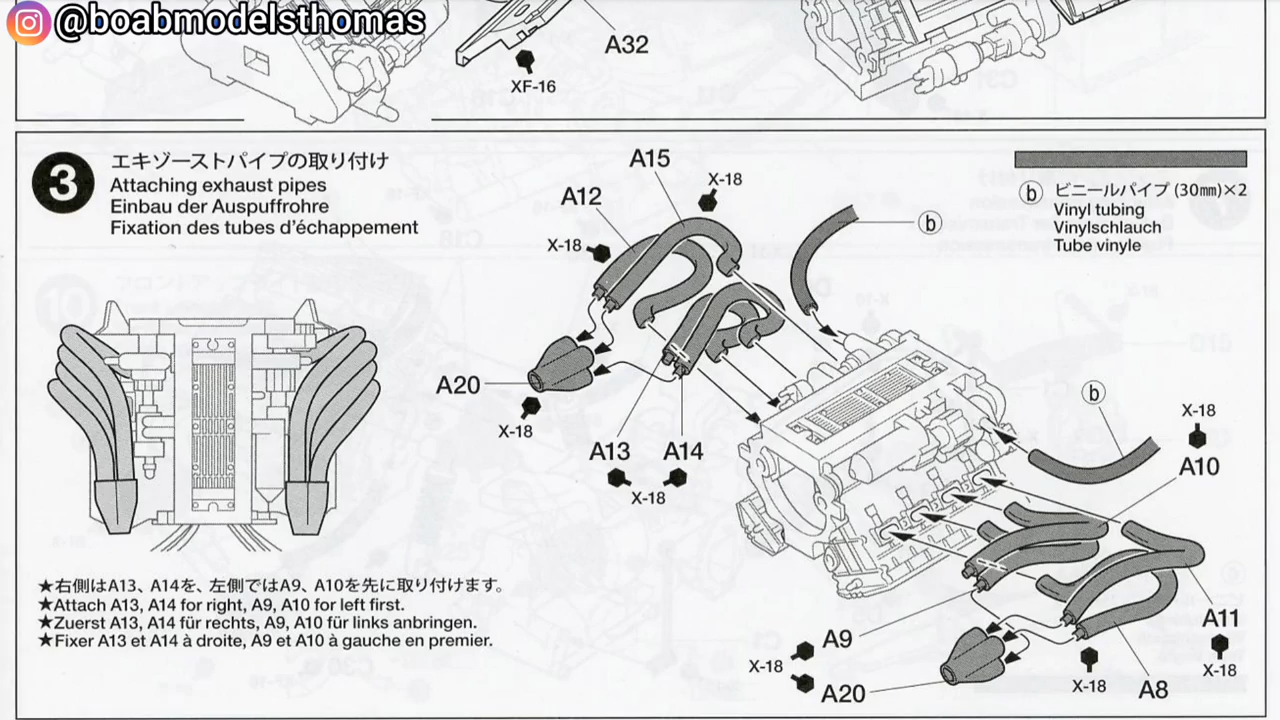 @boabmodelsthomas
A32
XF-16
3
エキゾーストパイプの取り付け
Attaching exhaust pipes
Einbau der Auspuffrohre
Fixation des tubes d'échappement
A15
X-18
A12
X-18
b
b ビニールパイプ (30mm)×2
Vinyl tubing
Vinylschlauch
Tube vinyle
A20
X-18
A13
A14
X-18
b
X-18
A10
★右側はA13、A14を、左側ではA9、A10を先に取り付けます。
★Attach A13, A14 for right, A9, A10 for left first.
★Zuerst A13, A14 für rechts, A9, A10 für links anbringen.
★Fixer A13 et A14 à droite, A9 et A10 à gauche en premier.
A9
X-18
A20
A11
X-18
X-18
A8